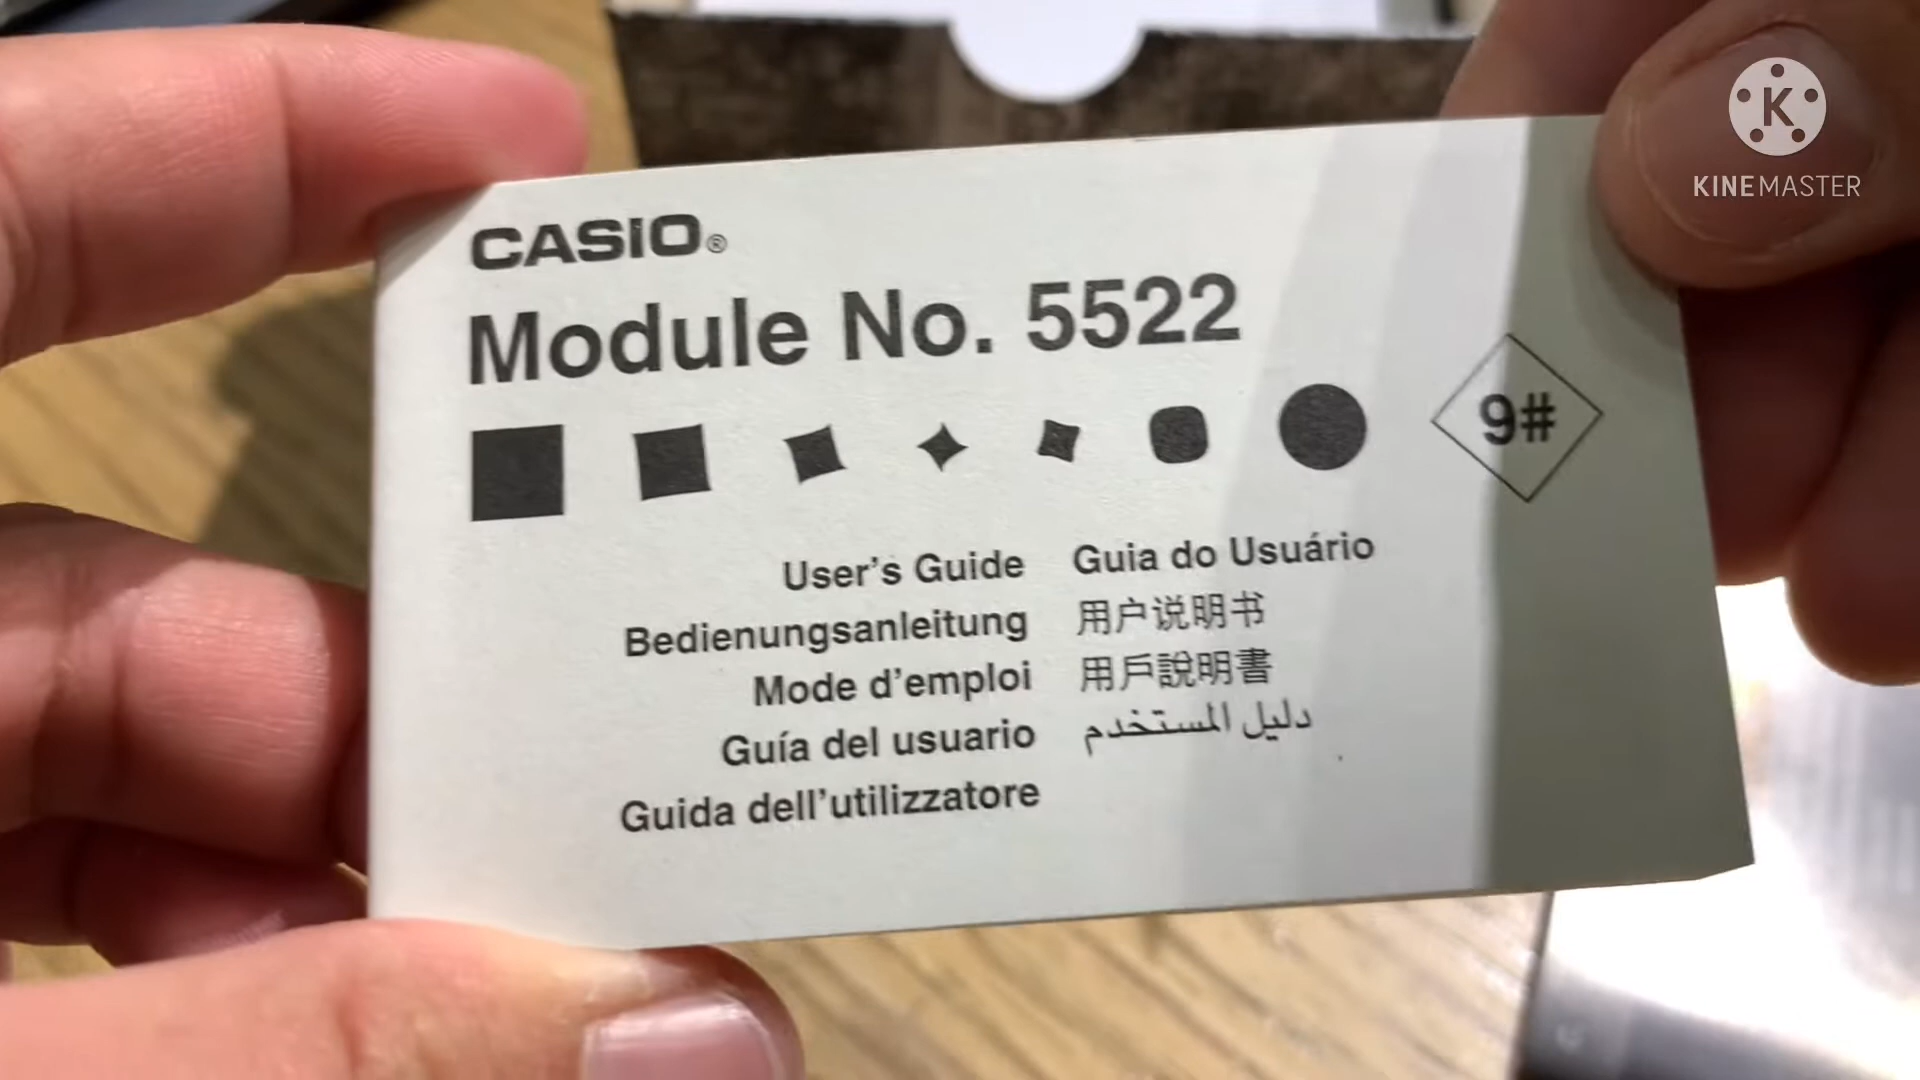 CASIO®
Module No. 5522
9#
User's Guide
Bedienungsanleitung
Mode d'emploi
Guía del usuario
Guida dell'utilizzatore
Guia do Usuário
用户说明书
用戶說明書
دليل المستخدم
K
KINEMASTER